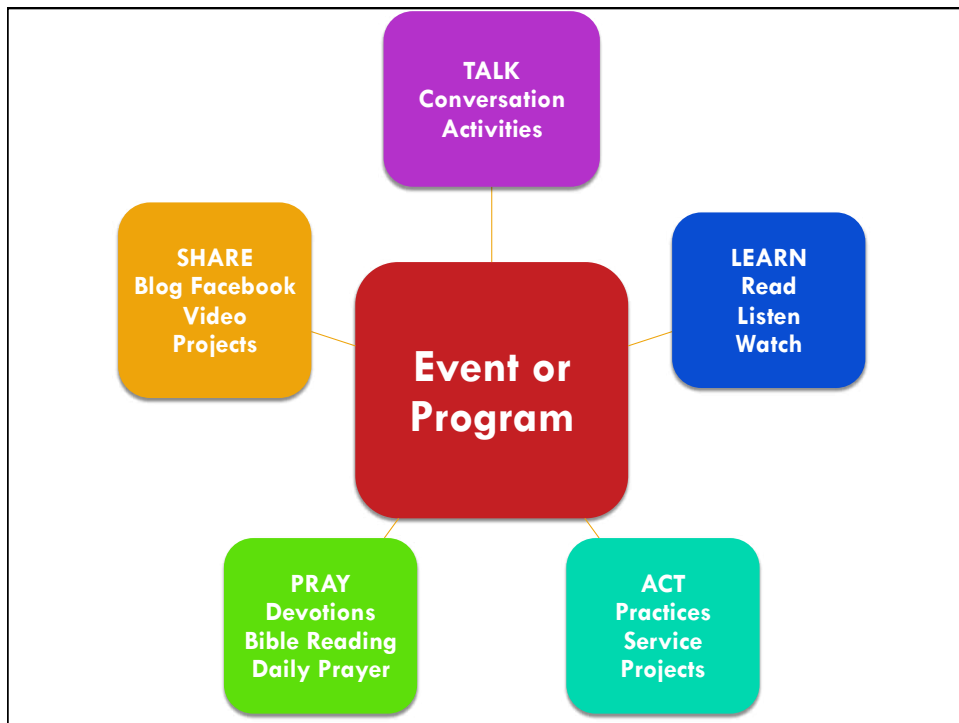 TALK
Conversation
Activities
SHARE
Blog Facebook
Video
Projects
LEARN
Read
Listen
Watch
Event or
Program
PRAY
Devotions
Bible Reading
Daily Prayer
ACT
Practices
Service
Projects